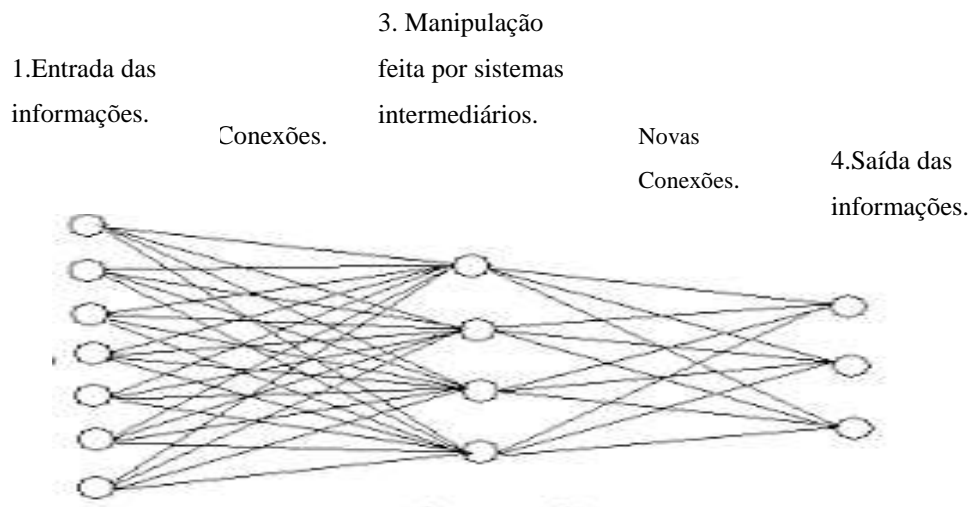 1.Entrada das
informações.
Conexões.
3. Manipulação
feita por sistemas
intermediários.
Novas
Conexões.
4.Saída das
informações.